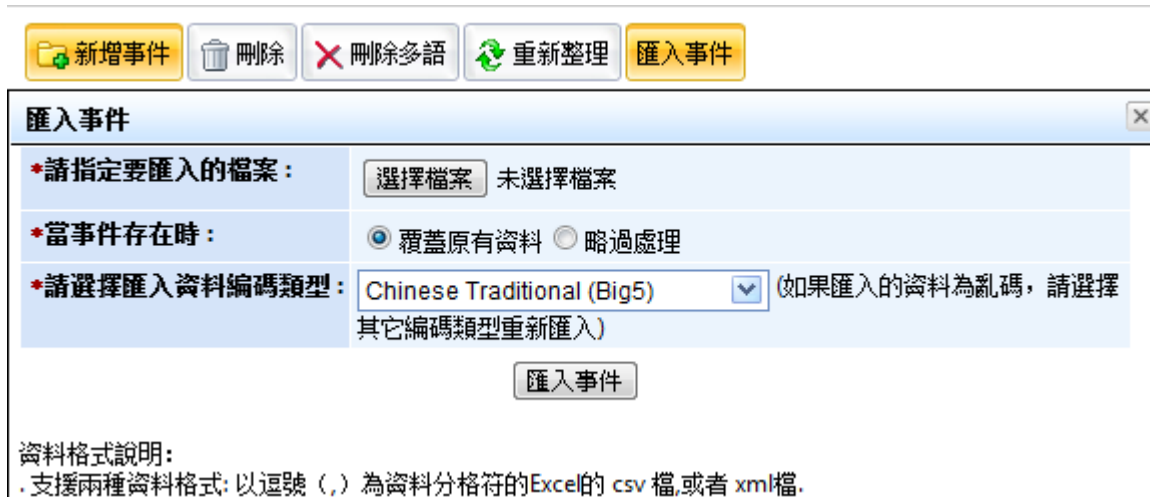 新增事件 刪除 刪除多語 重新整理 匯入事件
匯入事件
*請指定要匯入的檔案： 選擇檔案 未選擇檔案
*當事件存在時： 覆蓋原有資料 略過處理
*請選擇匯入資料編碼類型： Chinese Traditional (Big5) (如果匯入的資料為亂碼，請選擇
其它編碼類型重新匯入)
匯入事件
資料格式說明：
. 支援兩種資料格式: 以逗號（,）為資料分格符的Excel的 csv 檔,或者 xml檔.